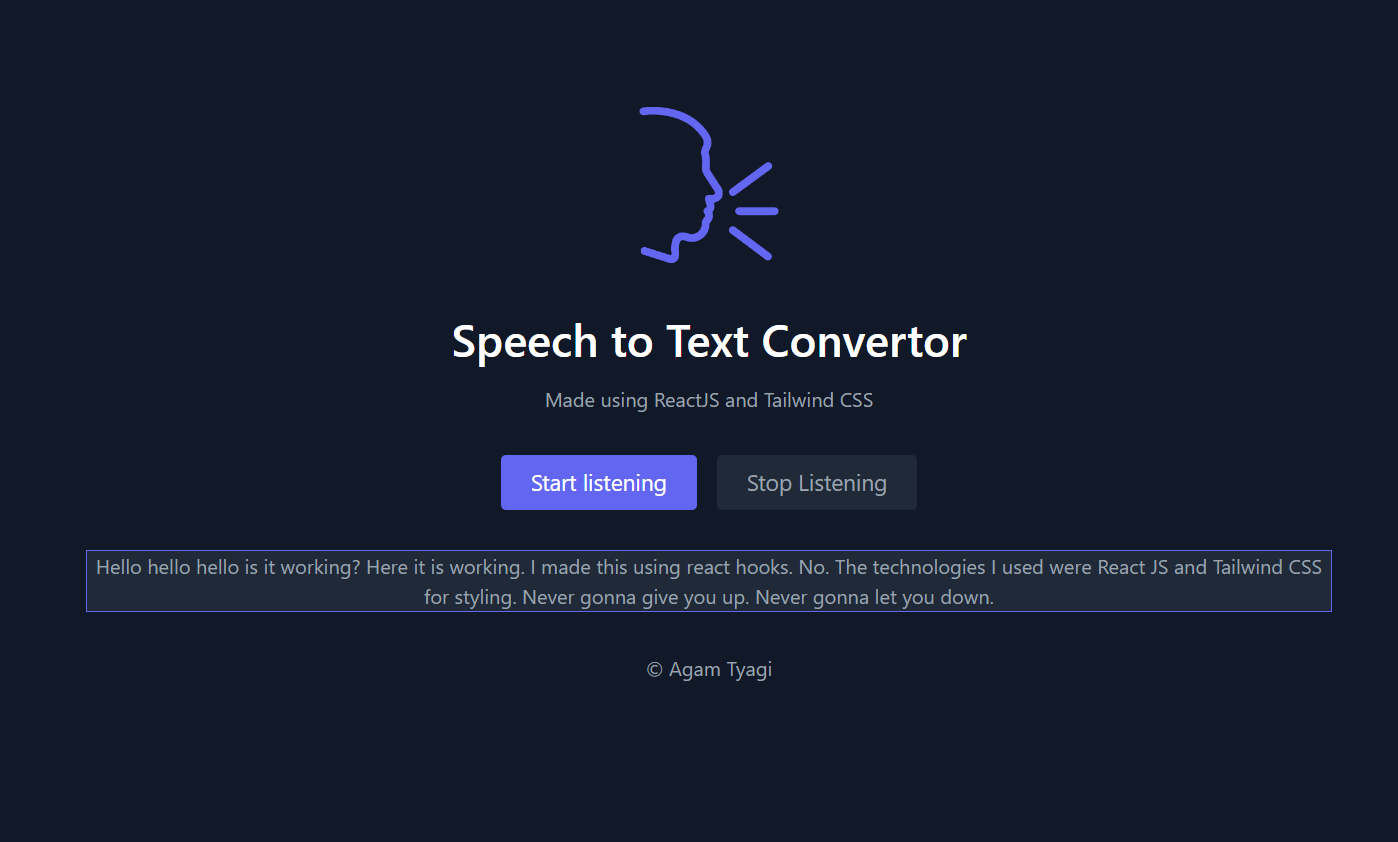 Speech to Text Convertor
Made using ReactJS and Tailwind CSS
Start listening
Stop Listening
Hello hello hello is it working? Here it is working. I made this using react hooks. No. The technologies I used were React JS and Tailwind CSS
for styling. Never gonna give you up. Never gonna let you down.
© Agam Tyagi